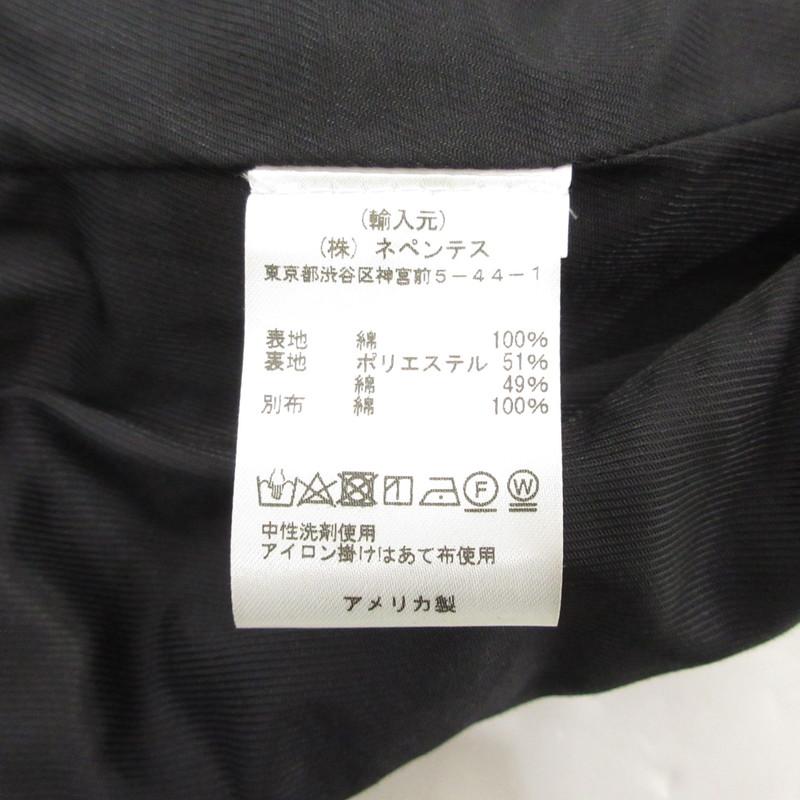 (輸入元)
(株) ネペンテス
東京都渋谷区神宮前5-44-1
表地 綿 100%
裏地 ポリエステル 51%
綿 49%
別布 綿 100%
F W
中性洗剤使用
アイロン掛けはあて布使用
アメリカ製